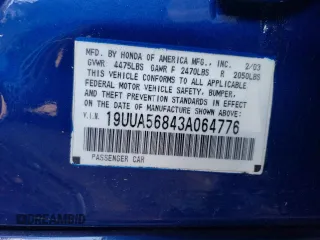 MFD. BY HONDA OF AMERICA MFG., INC. 2/03
GVWR 4475LBS GAWR F 2470LBS R 2050LBS
THIS VEHICLE CONFORMS TO ALL APPLICABLE
FEDERAL MOTOR VEHICLE SAFETY, BUMPER,
AND THEFT PREVENTION STANDARDS IN EFFECT
ON THE DATE OF MANUFACTURE SHOWN ABOVE.
V.I.N. 19UUA56843A064776
PASSENGER CAR
DREAMBID